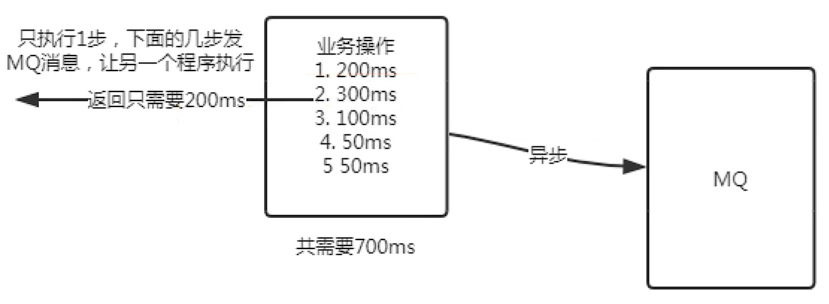 只执行1步，下面的几步发
MQ消息，让另一个程序执行
返回只需要200ms
业务操作
1. 200ms
2. 300ms
3. 100ms
4. 50ms
5 50ms
共需要700ms
异步
MQ